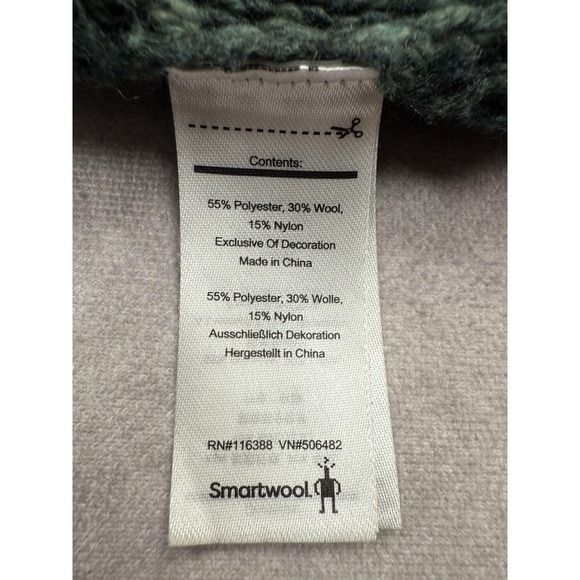 Contents:
55% Polyester, 30% Wool,
15% Nylon
Exclusive Of Decoration
Made in China
55% Polyester, 30% Wolle,
15% Nylon
Ausschließlich Dekoration
Hergestellt in China
RN#116388 VN#506482
Smartwool